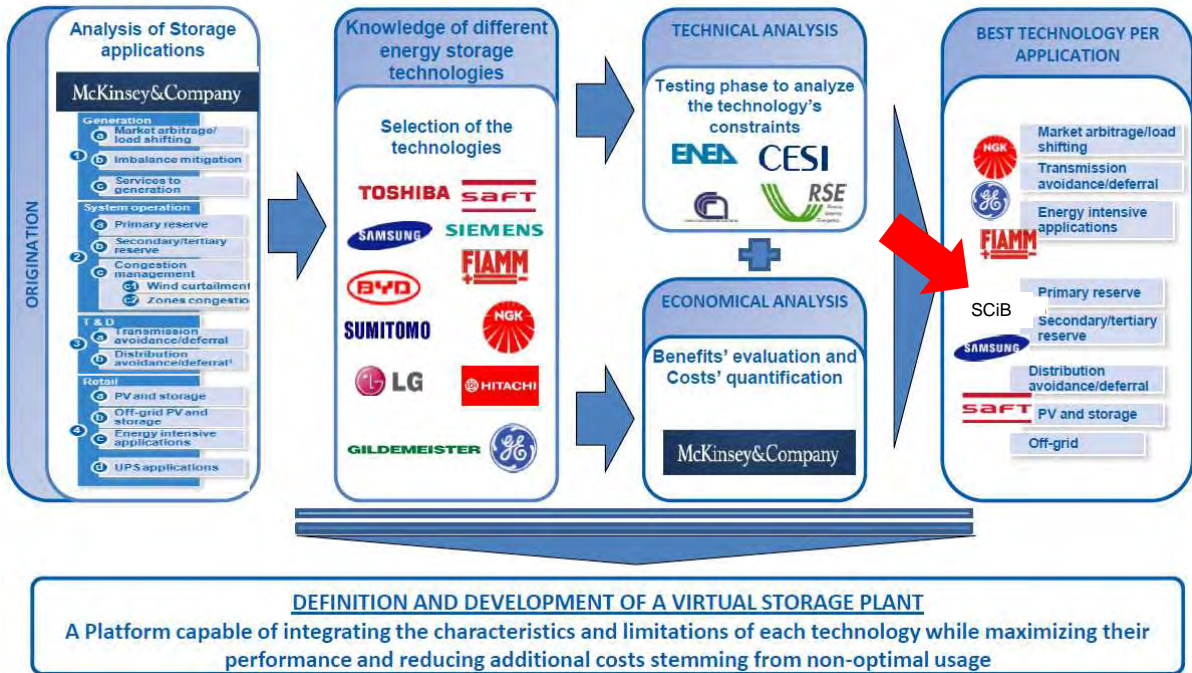 ORIGINATION
Analysis of Storage
applications
McKinsey&Company
Generation
a Market arbitrage/
load shifting
1
b Imbalance mitigation
c Services to
generation
System operation
a Primary reserve
2
b Secondary/tertiary
reserve
c Congestion
management
c1 Wind curtailment
c2 Zones congestio
T & D
3
a Transmission
avoidance/deferral
b Distribution
avoidance/deferral¹
Retail
a PV and storage
b Off-grid PV and
storage
4
c Energy intensive
applications
d UPS applications
Knowledge of different
energy storage
technologies
Selection of the
technologies
TOSHIBA SAFT
SAMSUNG SIEMENS
FIAMM
BYD
SUMITOMO NGK
LG HITACHI
GILDEMEISTER GE
TECHNICAL ANALYSIS
Testing phase to analyze
the technology's
constraints
ENEA CESI
RSE
ECONOMICAL ANALYSIS
Benefits' evaluation and
Costs' quantification
McKinsey&Company
BEST TECHNOLOGY PER
APPLICATION
NGK
Market arbitrage/load
shifting
GE
Transmission
avoidance/deferral
Energy intensive
applications
FIAMM
SCiB
Primary reserve
Secondary/tertiary
reserve
SAMSUNG
Distribution
avoidance/deferral
SAFT
PV and storage
Off-grid
DEFINITION AND DEVELOPMENT OF A VIRTUAL STORAGE PLANT
A Platform capable of integrating the characteristics and limitations of each technology while maximizing their
performance and reducing additional costs stemming from non-optimal usage